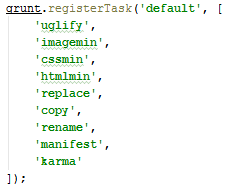 grunt.registerTask('default', [
'uglify',
'imagemin',
'cssmin',
'htmlmin',
'replace',
'copy',
'rename',
'manifest',
'karma'
]);